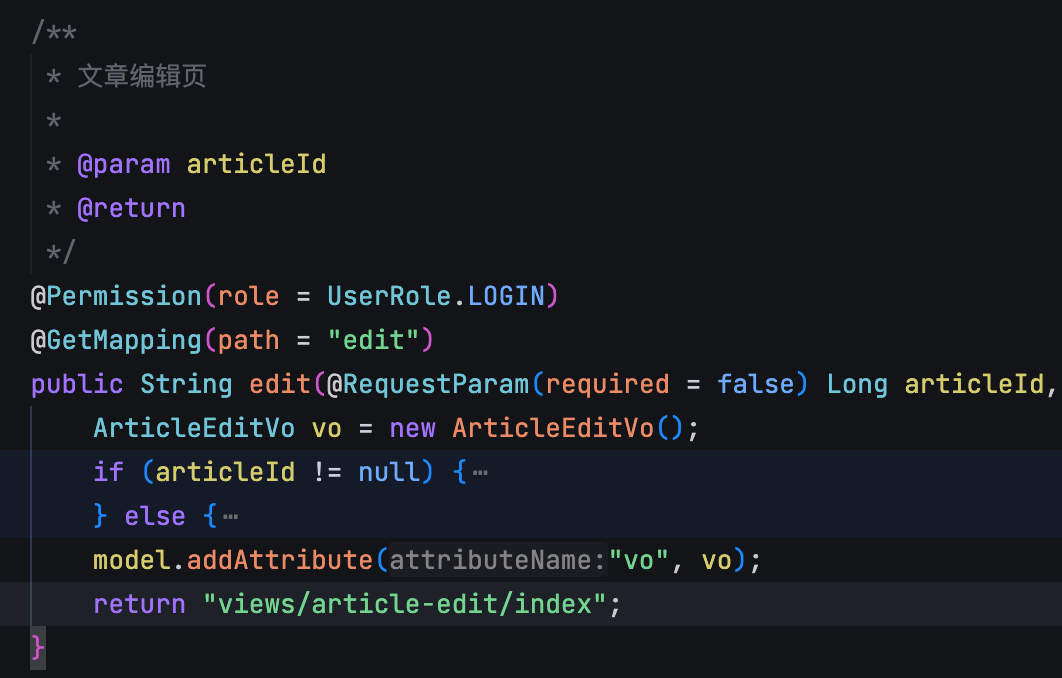 /**
 * 文章编辑页
 *
 * @param articleId
 * @return
 */
@Permission(role = UserRole.LOGIN)
@GetMapping(path = "edit")
public String edit(@RequestParam(required = false) Long articleId,
    ArticleEditVo vo = new ArticleEditVo();
    if (articleId != null) {⋯
    } else {⋯
    model.addAttribute(attributeName:"vo", vo);
    return "views/article-edit/index";
}